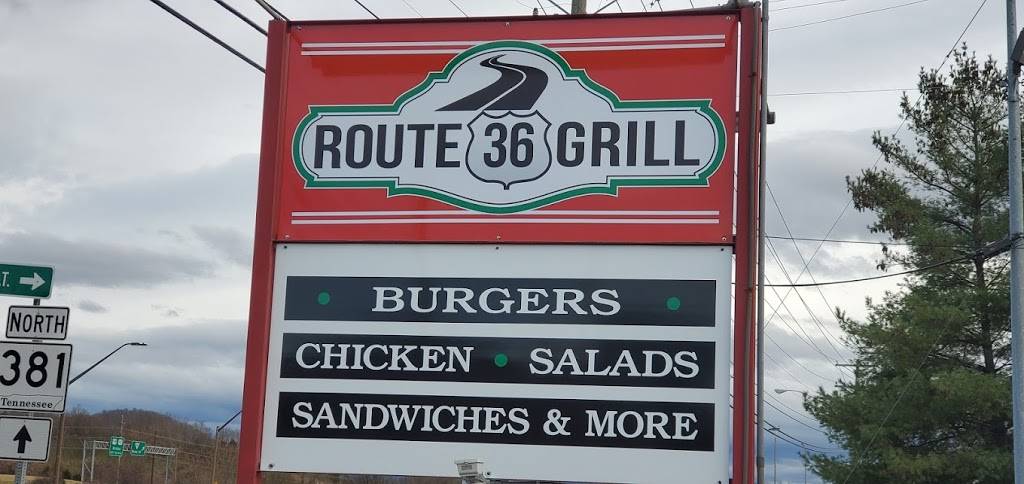 ROUTE 36 GRILL
BURGERS
CHICKEN • SALADS
SANDWICHES & MORE
T.
NORTH
381
Tennessee